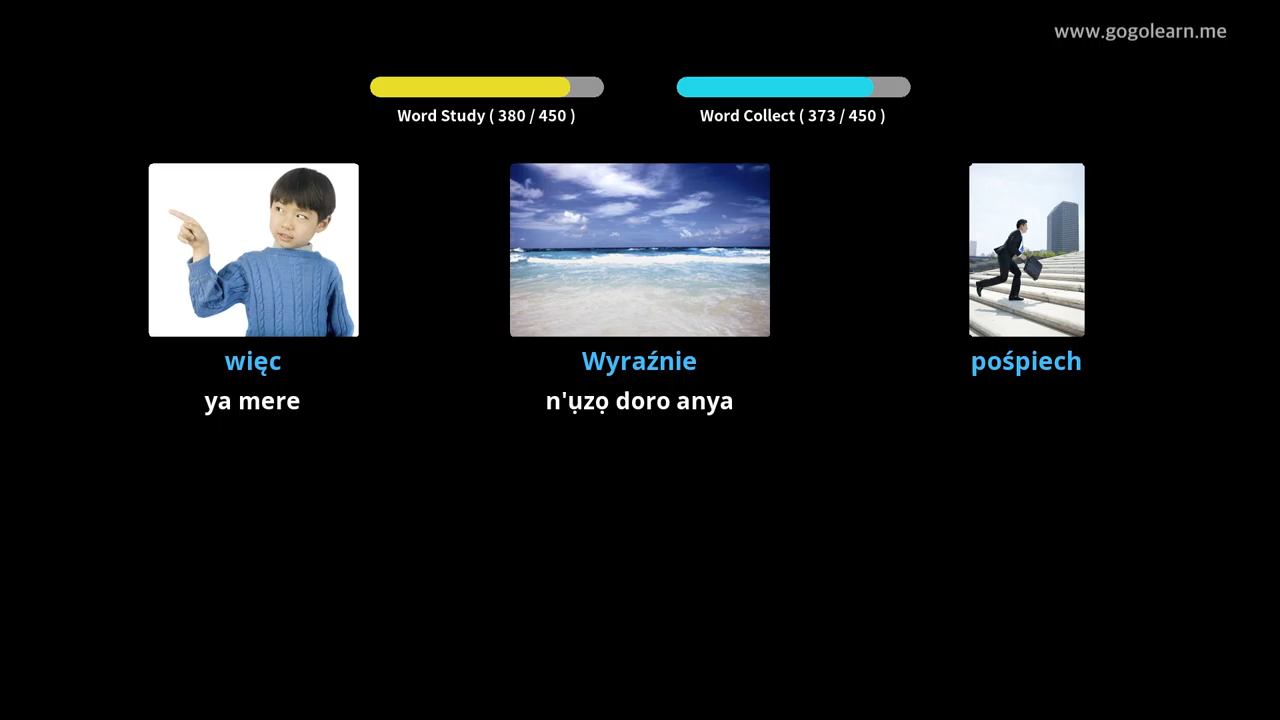 www.gogolearn.me
Word Study ( 380 / 450 )
Word Collect ( 373 / 450 )
więc
Wyraźnie
pośpiech
ya mere
n'ụzọ doro anya